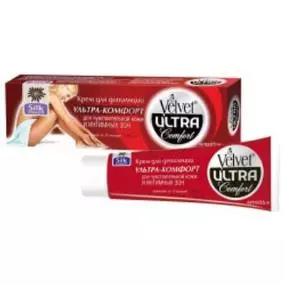 Silk
Крем для депиляции
УЛЬТРА-КОМФОРТ
для чувствительной кожи
и интимных зон
Velvet
ULTRA
Comfort
Silk
Крем для депиляции
УЛЬТРА-КОМФОРТ
для чувствительной кожи
и интимных зон
Velvet
ULTRA
Comfort